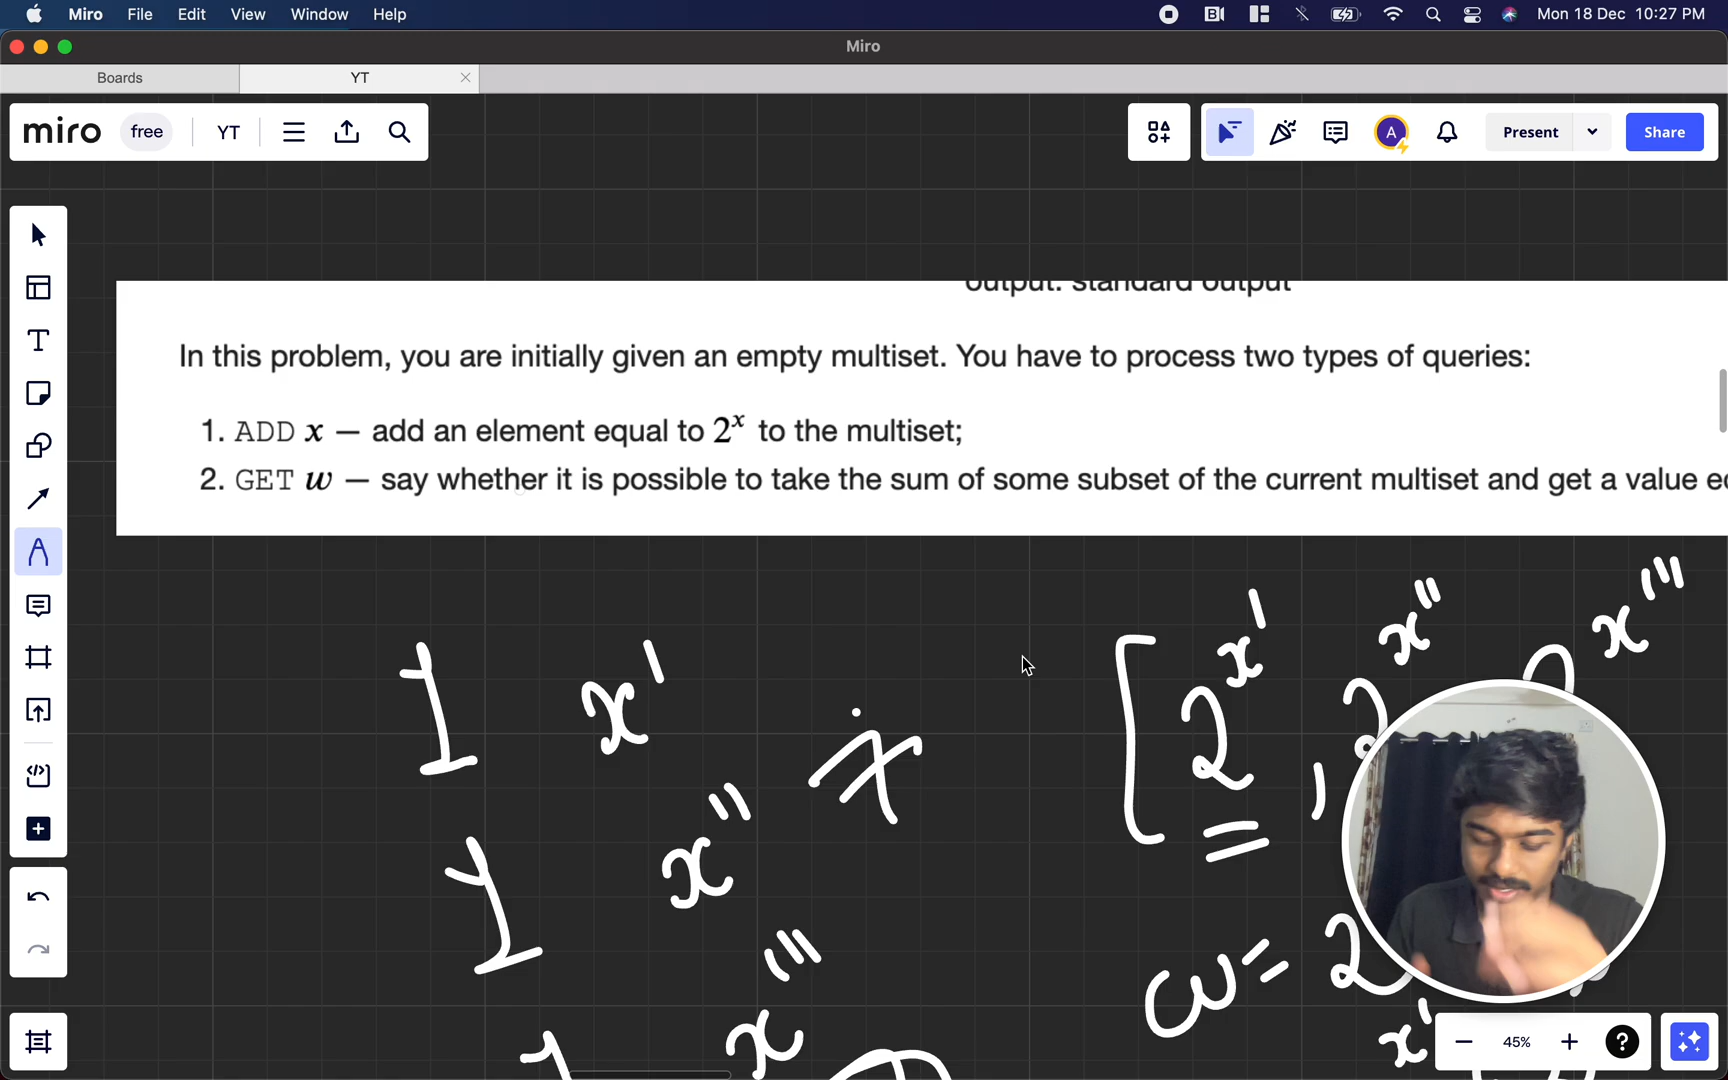 Miro File Edit View Window Help Mon 18 Dec 10:27 PM
Miro
Boards YT
miro free YT A Present Share
output: standard output
In this problem, you are initially given an empty multiset. You have to process two types of queries:
1. ADD x — add an element equal to 2^x to the multiset;
2. GET w — say whether it is possible to take the sum of some subset of the current multiset and get a value
1 x' [2^x', 2^x'' x'''
1 x''
w = 2
x'''
x'
45%